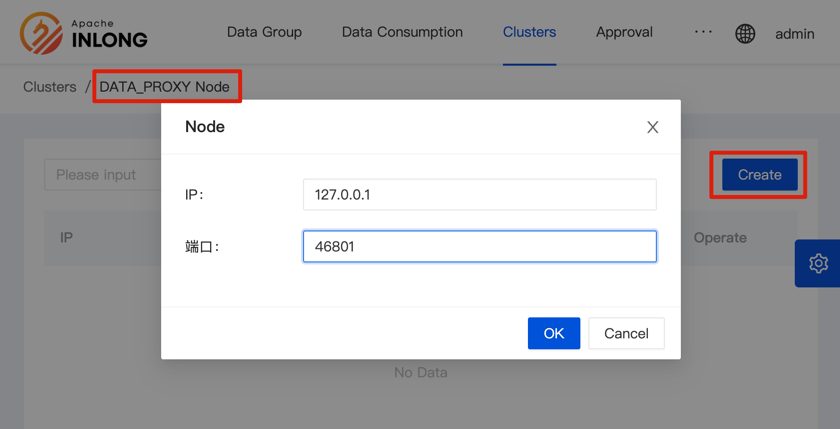 Apache
INLONG
Data Group Data Consumption Clusters Approval ··· admin
Clusters / DATA_PROXY Node
Node
Please input
Create
IP:
127.0.0.1
IP
Operate
端口:
46801
OK Cancel
No Data